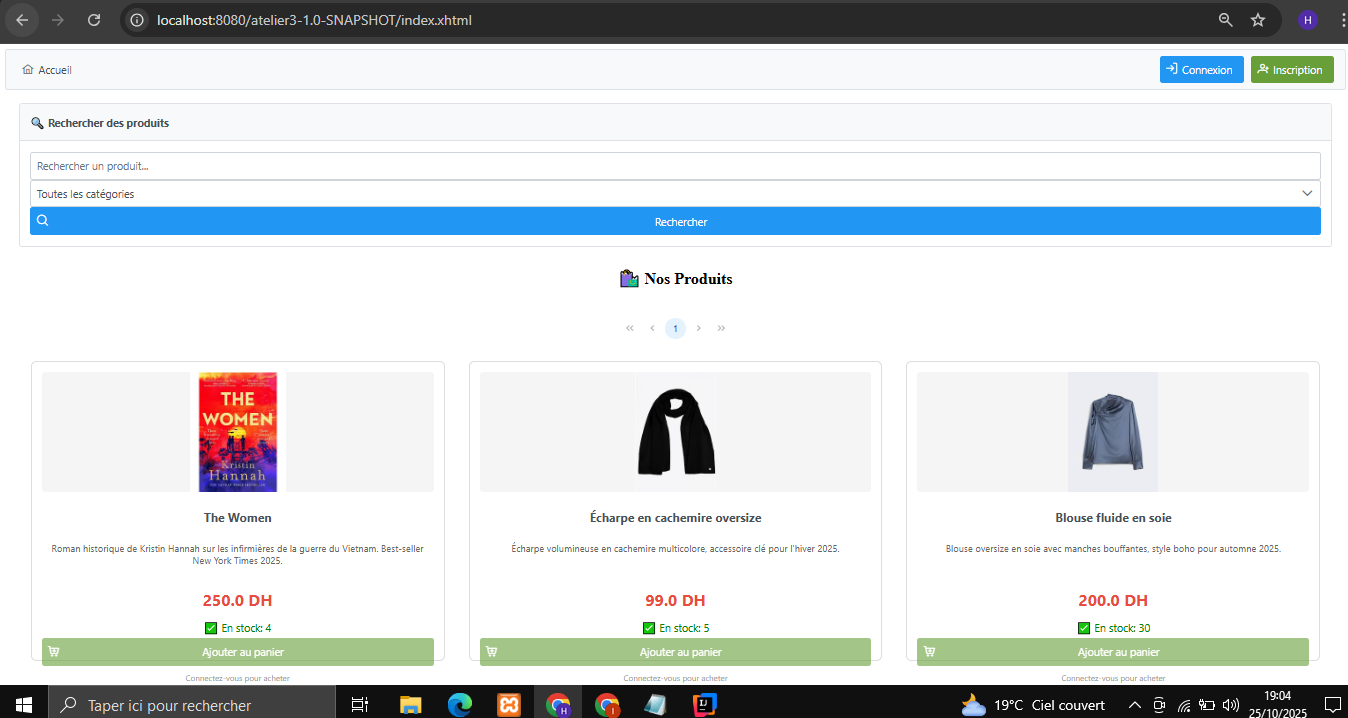 localhost:8080/atelier3-1.0-SNAPSHOT/index.xhtml
H
Accueil
Connexion
Inscription
Rechercher des produits
Rechercher un produit...
Toutes les catégories
Rechercher
Nos Produits
« ‹ 1 › »
THE
WOMEN
Kristin
Hannah
The Women
Roman historique de Kristin Hannah sur les infirmières de la guerre du Vietnam. Best-seller
New York Times 2025.
250.0 DH
En stock: 4
Ajouter au panier
Connectez-vous pour acheter
Écharpe en cachemire oversize
Écharpe volumineuse en cachemire multicolore, accessoire clé pour l'hiver 2025.
99.0 DH
En stock: 5
Ajouter au panier
Connectez-vous pour acheter
Blouse fluide en soie
Blouse oversize en soie avec manches bouffantes, style boho pour automne 2025.
200.0 DH
En stock: 30
Ajouter au panier
Connectez-vous pour acheter
Taper ici pour rechercher
H
I
19°C Ciel couvert
19:04
25/10/2025